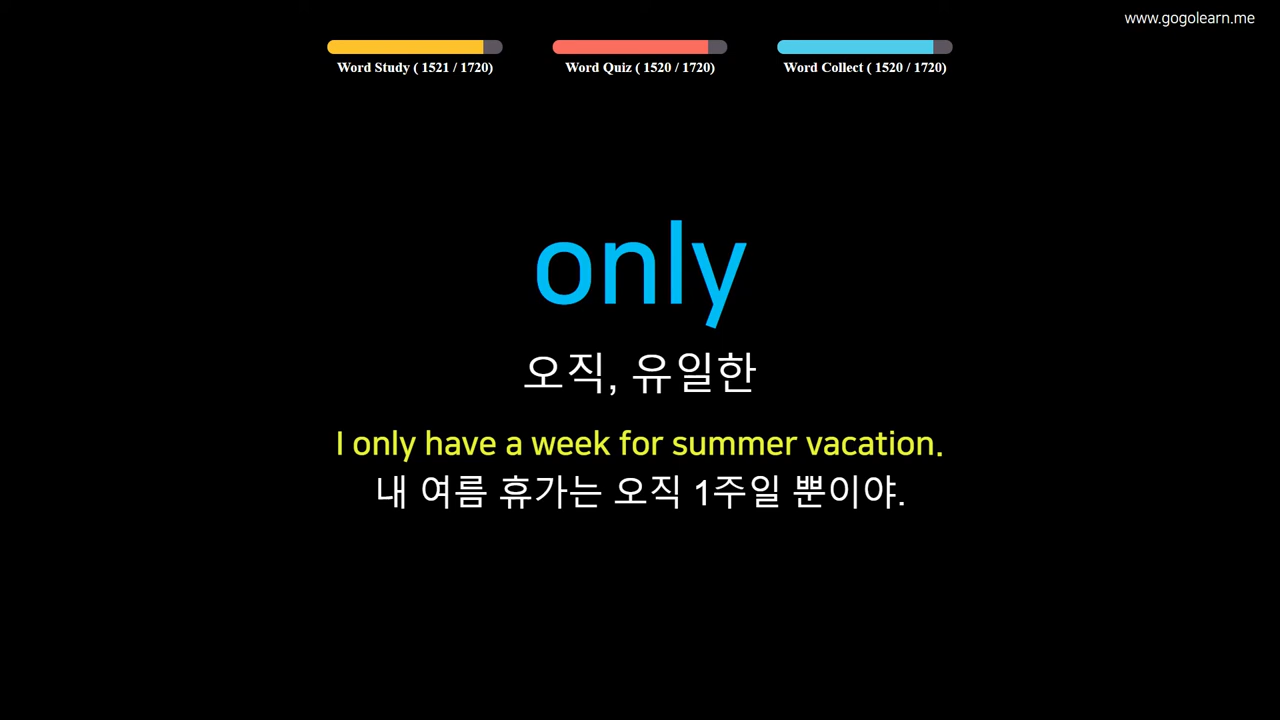 www.gogolearn.me
Word Study ( 1521 / 1720)
Word Quiz ( 1520 / 1720)
Word Collect ( 1520 / 1720)
only
오직, 유일한
I only have a week for summer vacation.
내 여름 휴가는 오직 1주일 뿐이야.